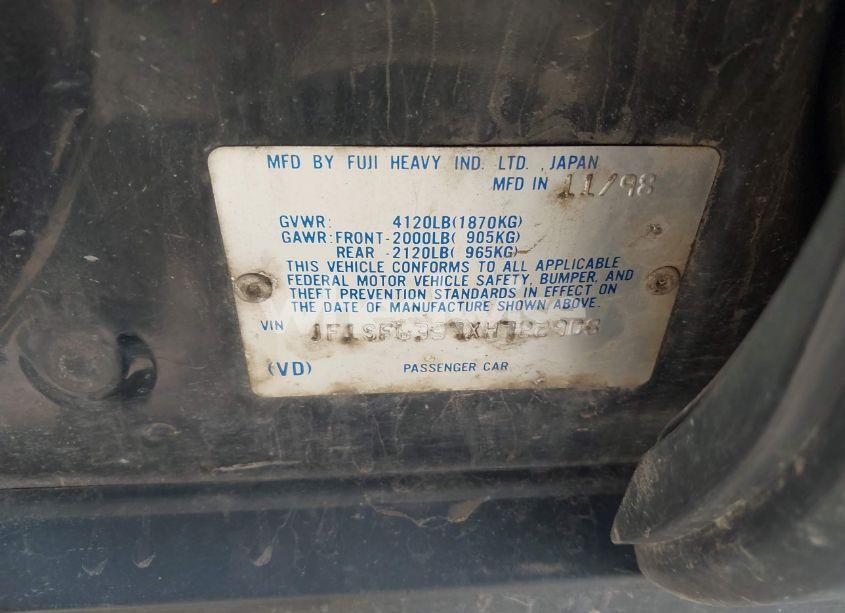 MFD BY FUJI HEAVY IND. LTD. , JAPAN
MFD IN 11/98
GVWR: 4120LB(1870KG)
GAWR:FRONT-2000LB( 905KG)
REAR -2120LB( 965KG)
THIS VEHICLE CONFORMS TO ALL APPLICABLE
FEDERAL MOTOR VEHICLE SAFETY, BUMPER, AND
THEFT PREVENTION STANDARDS IN EFFECT ON
THE DATE OF MANUFACTURE SHOWN ABOVE.
VIN
(VD) PASSENGER CAR